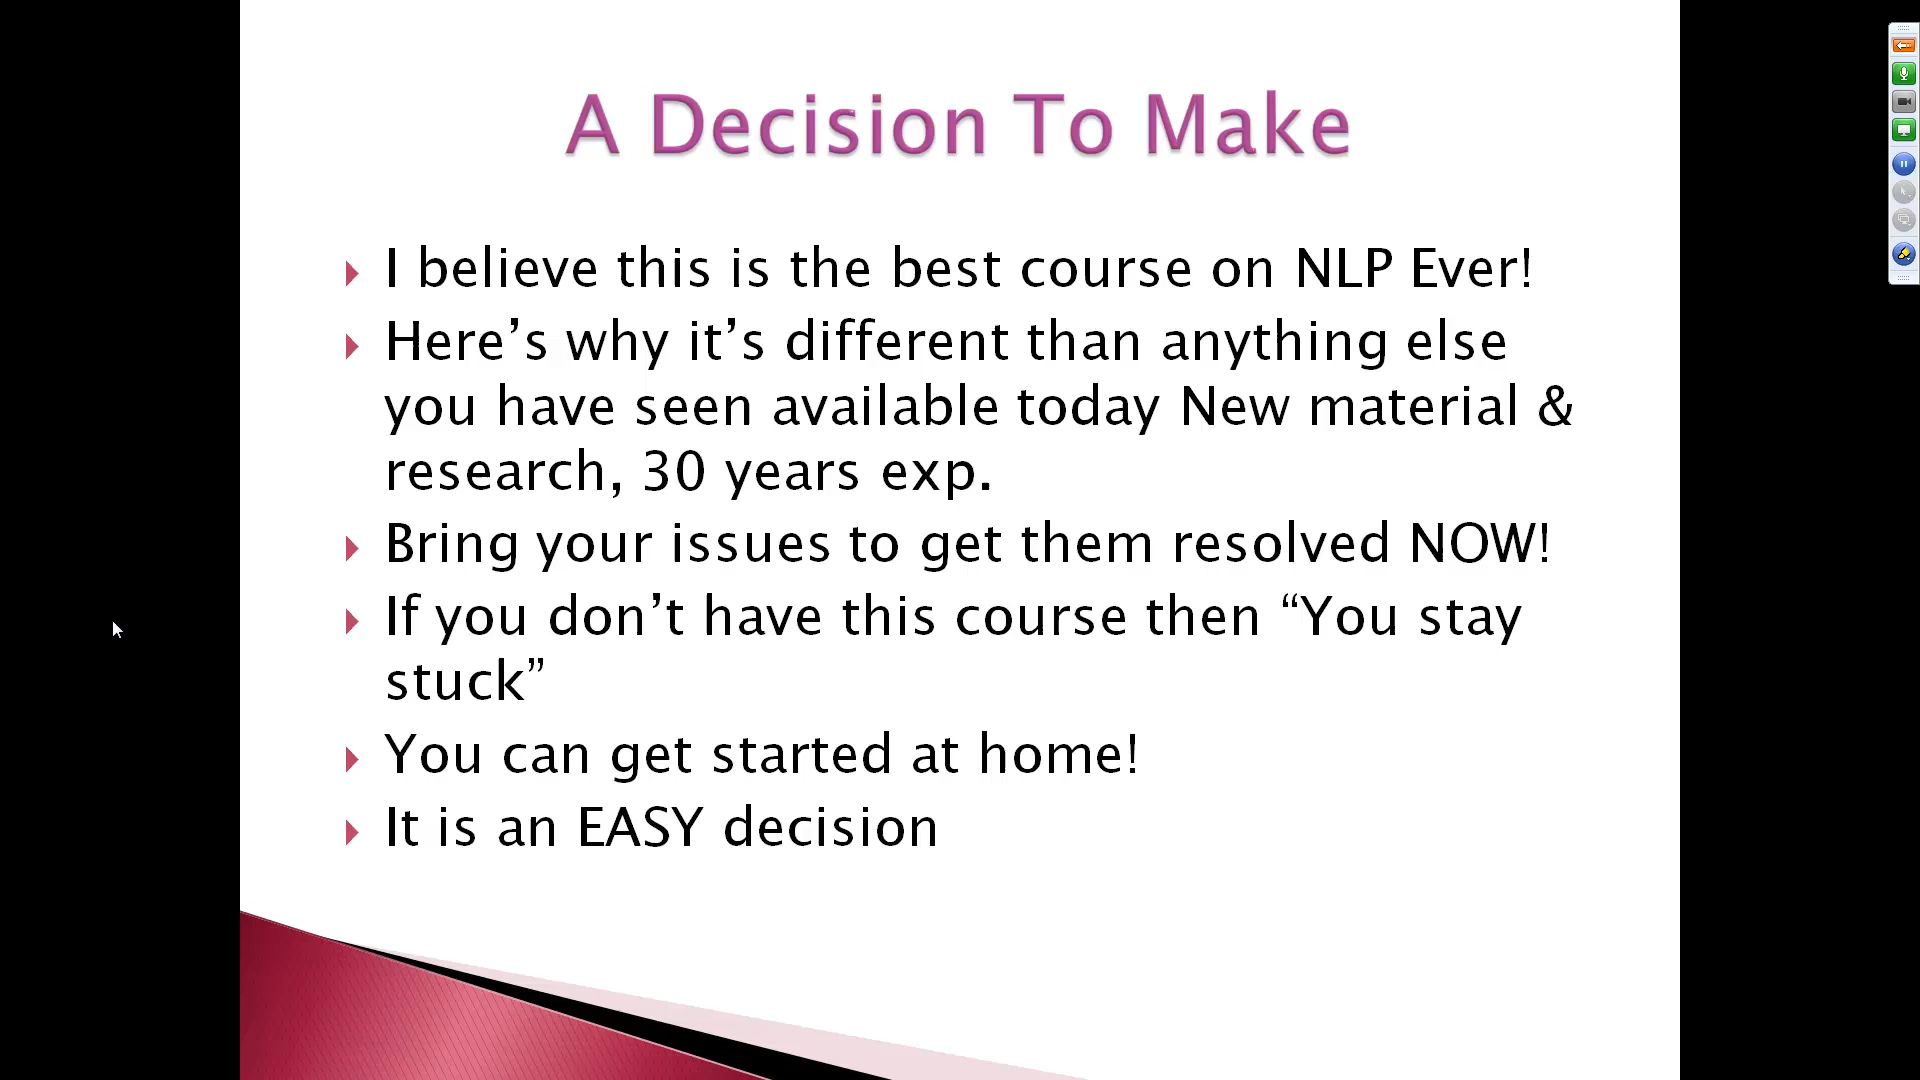 A Decision To Make
I believe this is the best course on NLP Ever!
Here’s why it’s different than anything else
you have seen available today New material &
research, 30 years exp.
Bring your issues to get them resolved NOW!
If you don’t have this course then “You stay
stuck”
You can get started at home!
It is an EASY decision